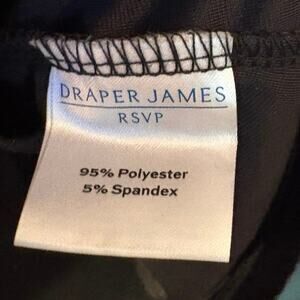 DRAPER JAMES
RSVP
95% Polyester
5% Spandex